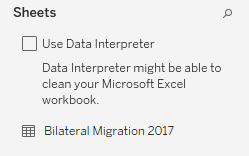 Sheets
Use Data Interpreter
Data Interpreter might be able to
clean your Microsoft Excel
workbook.
Bilateral Migration 2017